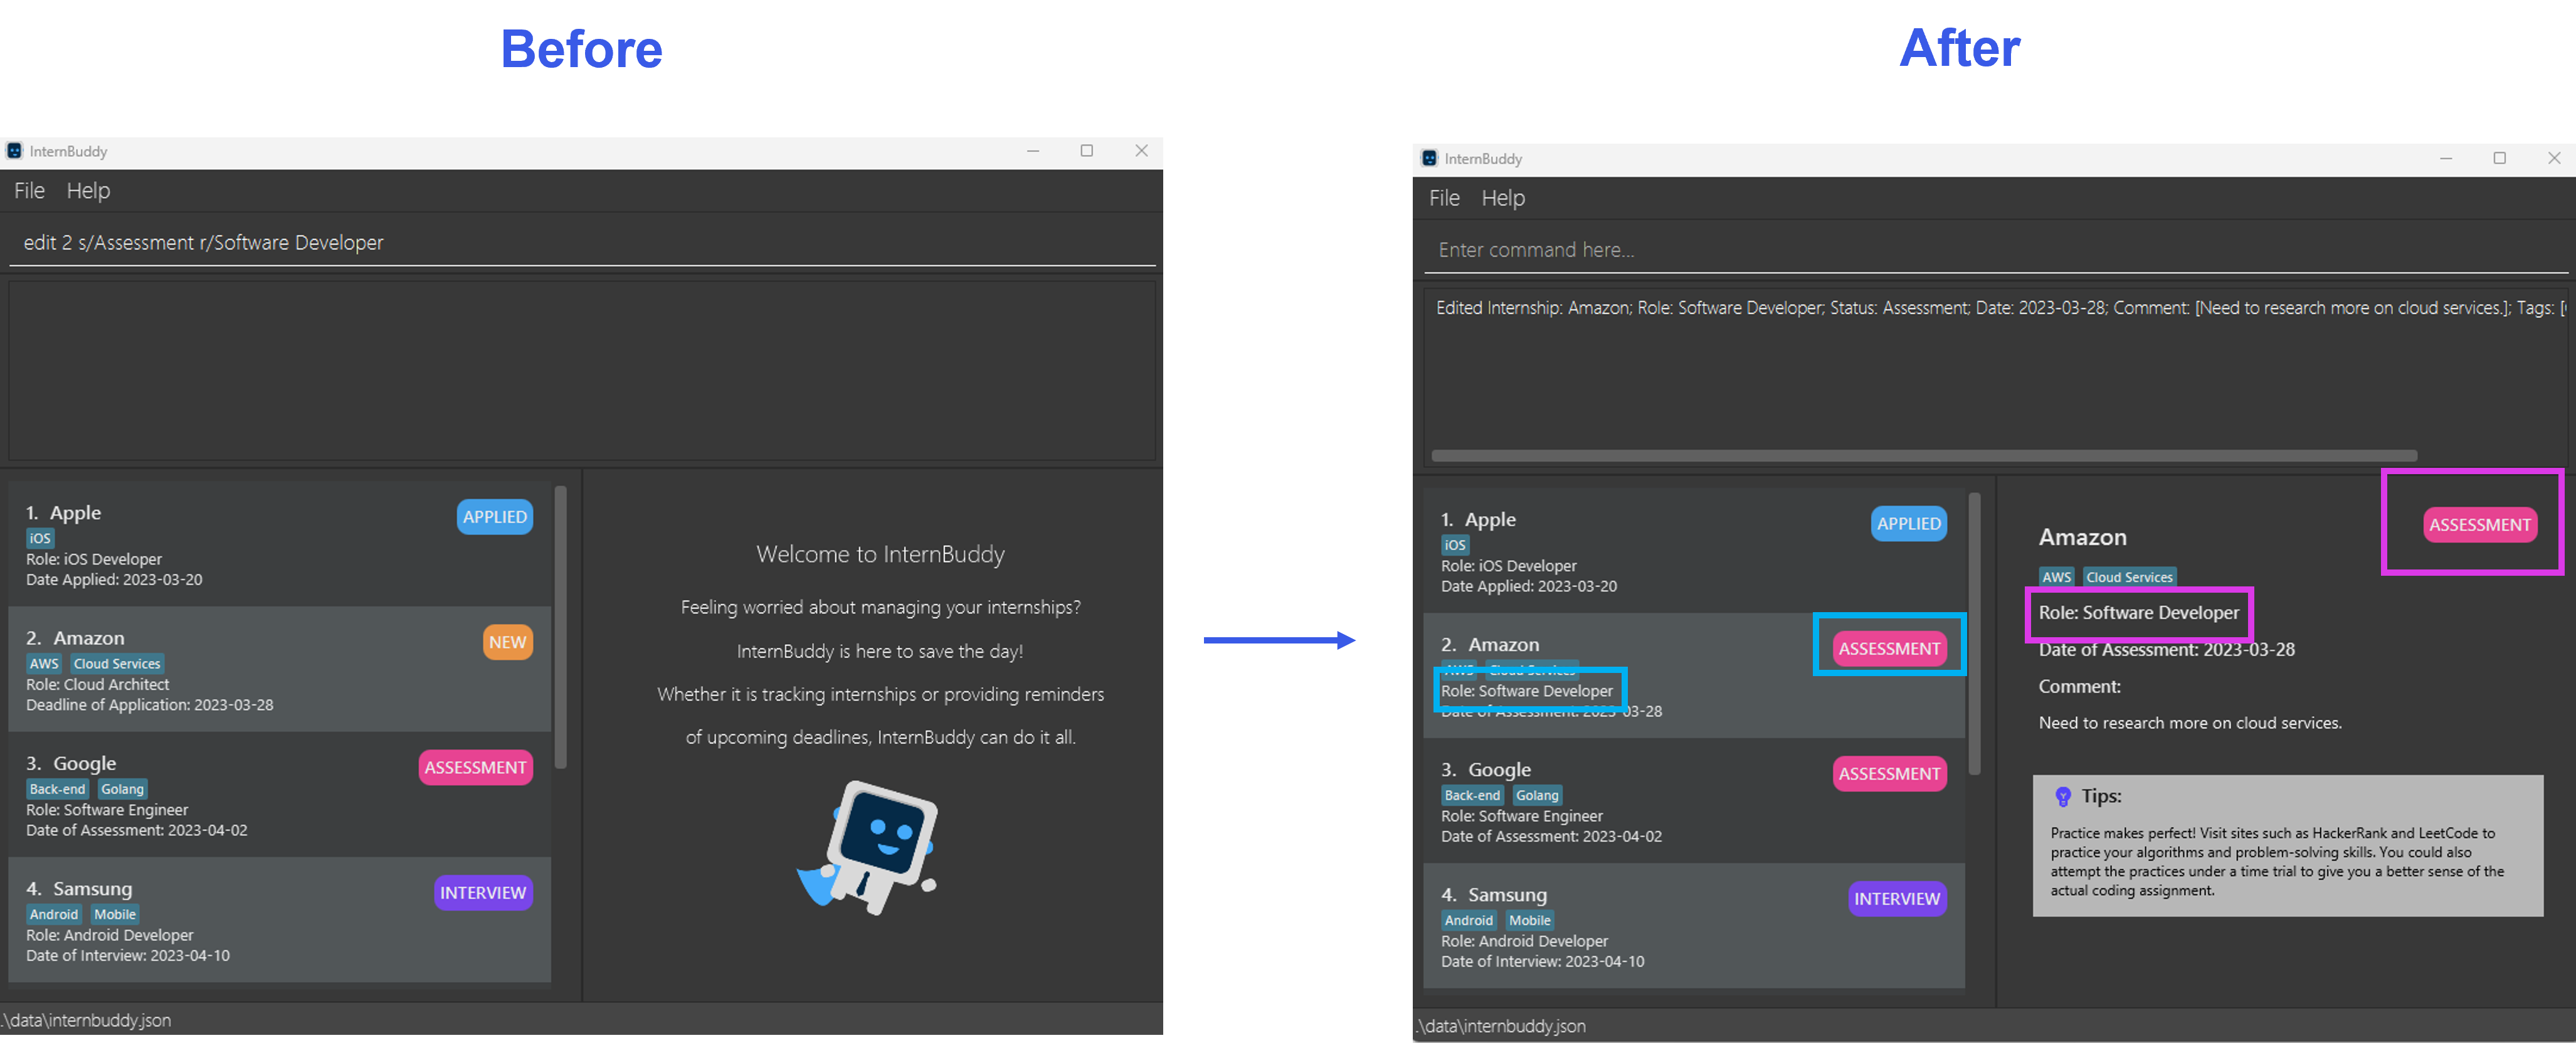 Before
InternBuddy
File Help
edit 2 s/Assessment r/Software Developer
1. Apple
APPLIED
iOS
Role: iOS Developer
Date Applied: 2023-03-20
2. Amazon
NEW
AWS Cloud Services
Role: Cloud Architect
Deadline of Application: 2023-03-28
3. Google
ASSESSMENT
Back-end Golang
Role: Software Engineer
Date of Assessment: 2023-04-02
4. Samsung
INTERVIEW
Android Mobile
Role: Android Developer
Date of Interview: 2023-04-10
Welcome to InternBuddy
Feeling worried about managing your internships?
InternBuddy is here to save the day!
Whether it is tracking internships or providing reminders
of upcoming deadlines, InternBuddy can do it all.
.\data\internbuddy.json
After
InternBuddy
File Help
Enter command here...
Edited Internship: Amazon; Role: Software Developer; Status: Assessment; Date: 2023-03-28; Comment: [Need to research more on cloud services.]; Tags: [
1. Apple
APPLIED
iOS
Role: iOS Developer
Date Applied: 2023-03-20
2. Amazon
ASSESSMENT
AWS Cloud Services
Role: Software Developer
Date of Assessment: 2023-03-28
3. Google
ASSESSMENT
Back-end Golang
Role: Software Engineer
Date of Assessment: 2023-04-02
4. Samsung
INTERVIEW
Android Mobile
Role: Android Developer
Date of Interview: 2023-04-10
ASSESSMENT
Amazon
AWS Cloud Services
Role: Software Developer
Date of Assessment: 2023-03-28
Comment:
Need to research more on cloud services.
Tips:
Practice makes perfect! Visit sites such as HackerRank and LeetCode to
practice your algorithms and problem-solving skills. You could also
attempt the practices under a time trial to give you a better sense of the
actual coding assignment.
.\data\internbuddy.json